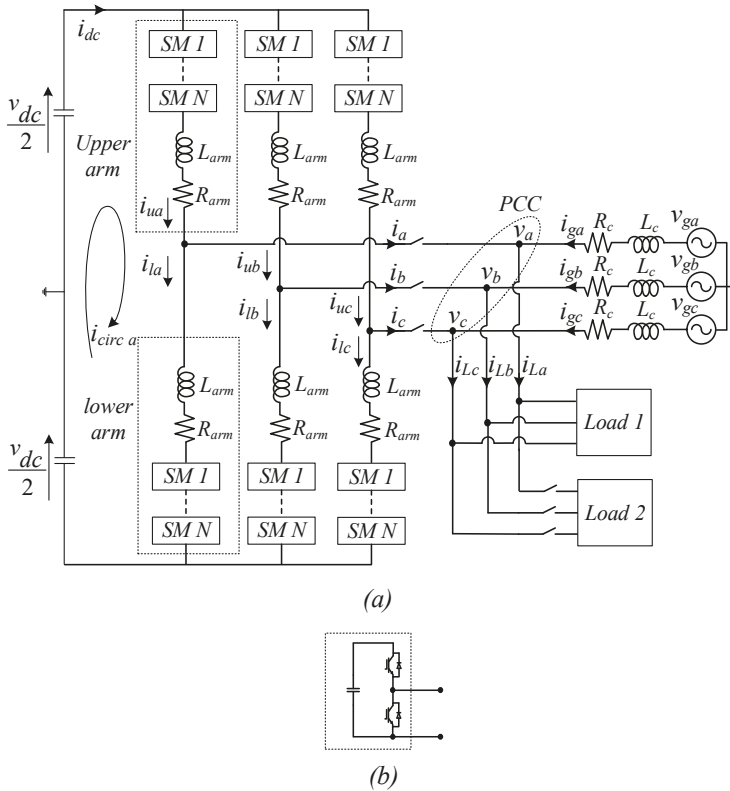 i_dc
SM 1 SM 1 SM 1
SM N SM N SM N
v_dc/2
Upper arm
L_arm L_arm L_arm
R_arm R_arm R_arm
PCC
i_ua
i_a
v_a
i_ga R_c L_c v_ga
i_la
i_ub
i_b
v_b
i_gb R_c L_c v_gb
i_lb
i_uc
i_c
v_c
i_gc R_c L_c v_gc
i_circ a
i_lc
i_Lc i_Lb i_La
L_arm L_arm L_arm
lower arm
R_arm R_arm R_arm
Load 1
v_dc/2
SM 1 SM 1 SM 1
SM N SM N SM N
Load 2
(a)
(b)